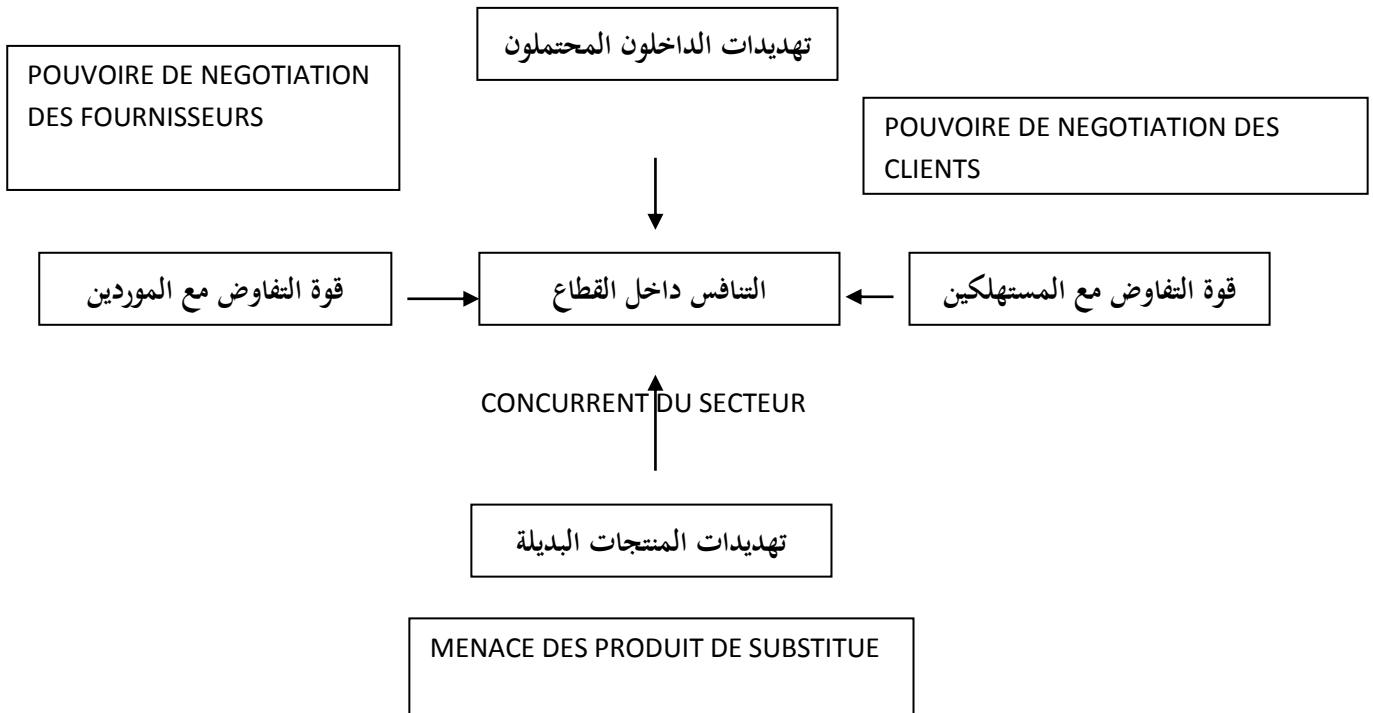 تهديدات الداخلون المحتملون
POUVOIRE DE NEGOTIATION
DES FOURNISSEURS
POUVOIRE DE NEGOTIATION DES
CLIENTS
قوة التفاوض مع الموردين
التنافس داخل القطاع
قوة التفاوض مع المستهلكين
CONCURRENT DU SECTEUR
تهديدات المنتجات البديلة
MENACE DES PRODUIT DE SUBSTITUE